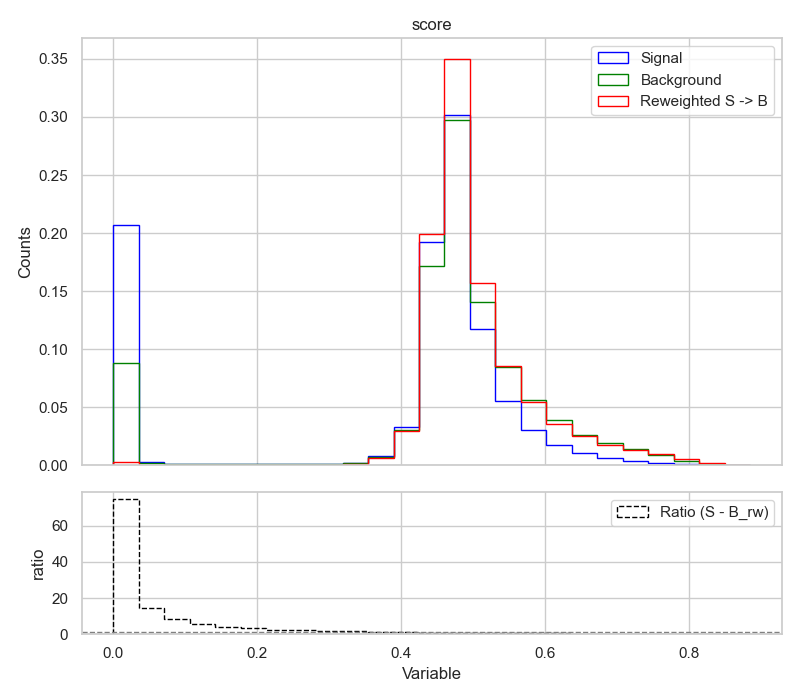 score
0.35
0.30
0.25
0.20
0.15
0.10
0.05
0.00
Counts
Signal
Background
Reweighted S -> B
60
40
20
0
ratio
Ratio (S - B_rw)
0.0 0.2 0.4 0.6 0.8
Variable